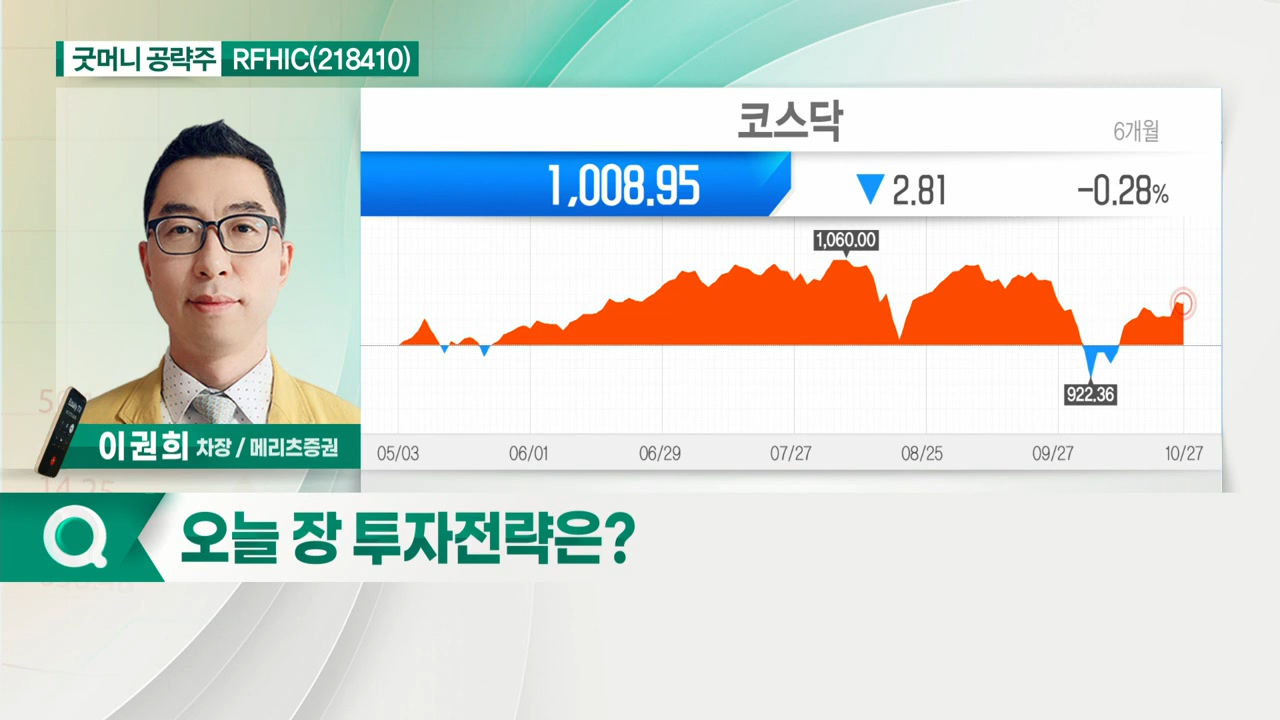 굿머니 공략주 RFHIC(218410)
코스닥
6개월
1,008.95 ▼2.81 -0.28%
1,060.00
922.36
05/03 06/01 06/29 07/27 08/25 09/27 10/27
이권희 차장 / 메리츠증권
오늘 장 투자전략은?